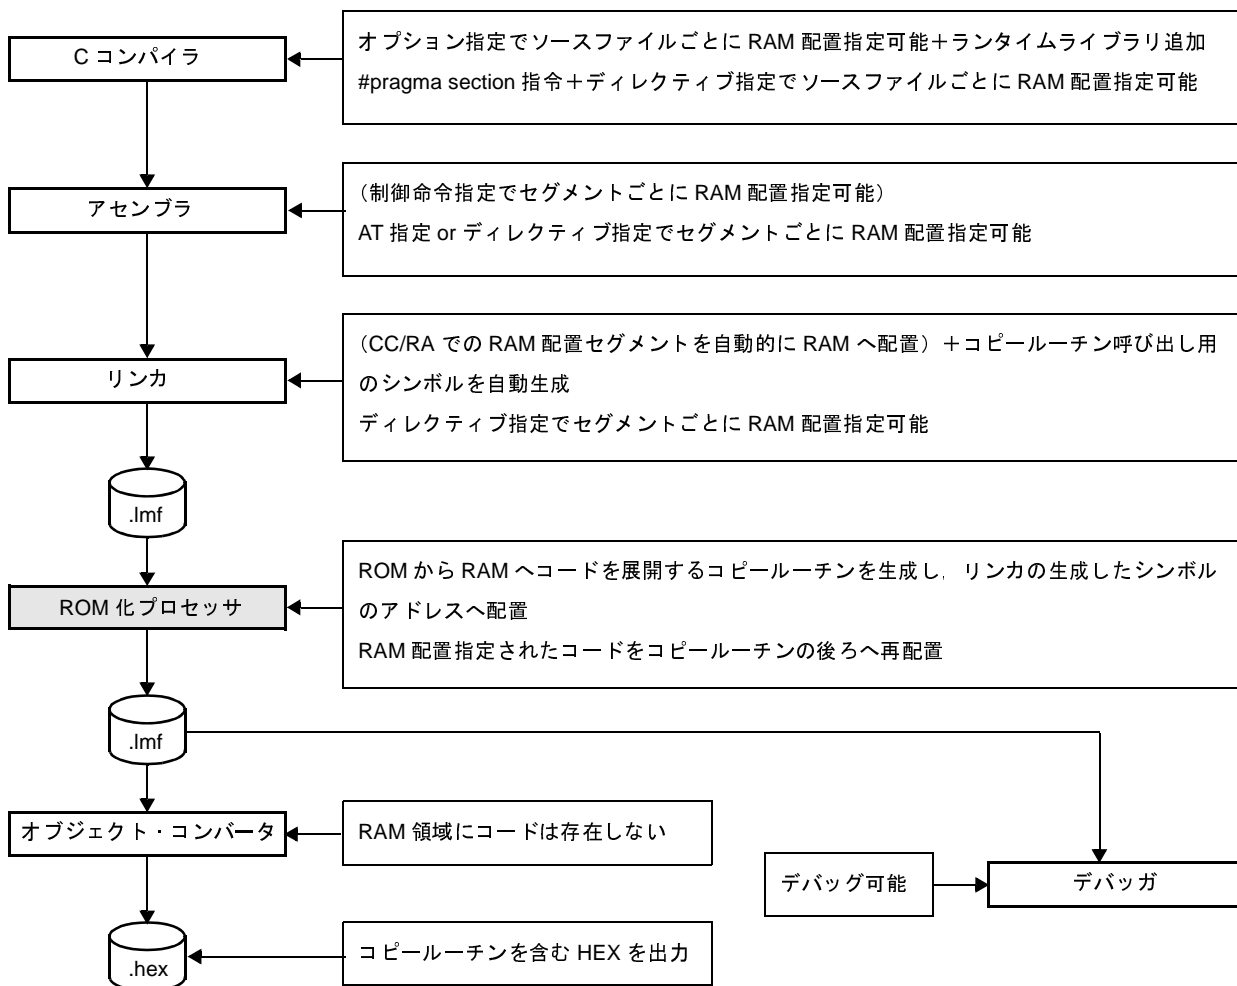 C コンパイラ
オプション指定でソースファイルごとに RAM 配置指定可能＋ランタイムライブラリ追加
#pragma section 指令＋ディレクティブ指定でソースファイルごとに RAM 配置指定可能
アセンブラ
（制御命令指定でセグメントごとに RAM 配置指定可能）
AT 指定 or ディレクティブ指定でセグメントごとに RAM 配置指定可能
リンカ
（CC/RA での RAM 配置セグメントを自動的に RAM へ配置）＋コピールーチン呼び出し用
のシンボルを自動生成
ディレクティブ指定でセグメントごとに RAM 配置指定可能
.lmf
ROM 化プロセッサ
ROM から RAM へコードを展開するコピールーチンを生成し，リンカの生成したシンボル
のアドレスへ配置
RAM 配置指定されたコードをコピールーチンの後ろへ再配置
.lmf
オブジェクト・コンバータ
RAM 領域にコードは存在しない
デバッグ可能
デバッガ
.hex
コピールーチンを含む HEX を出力